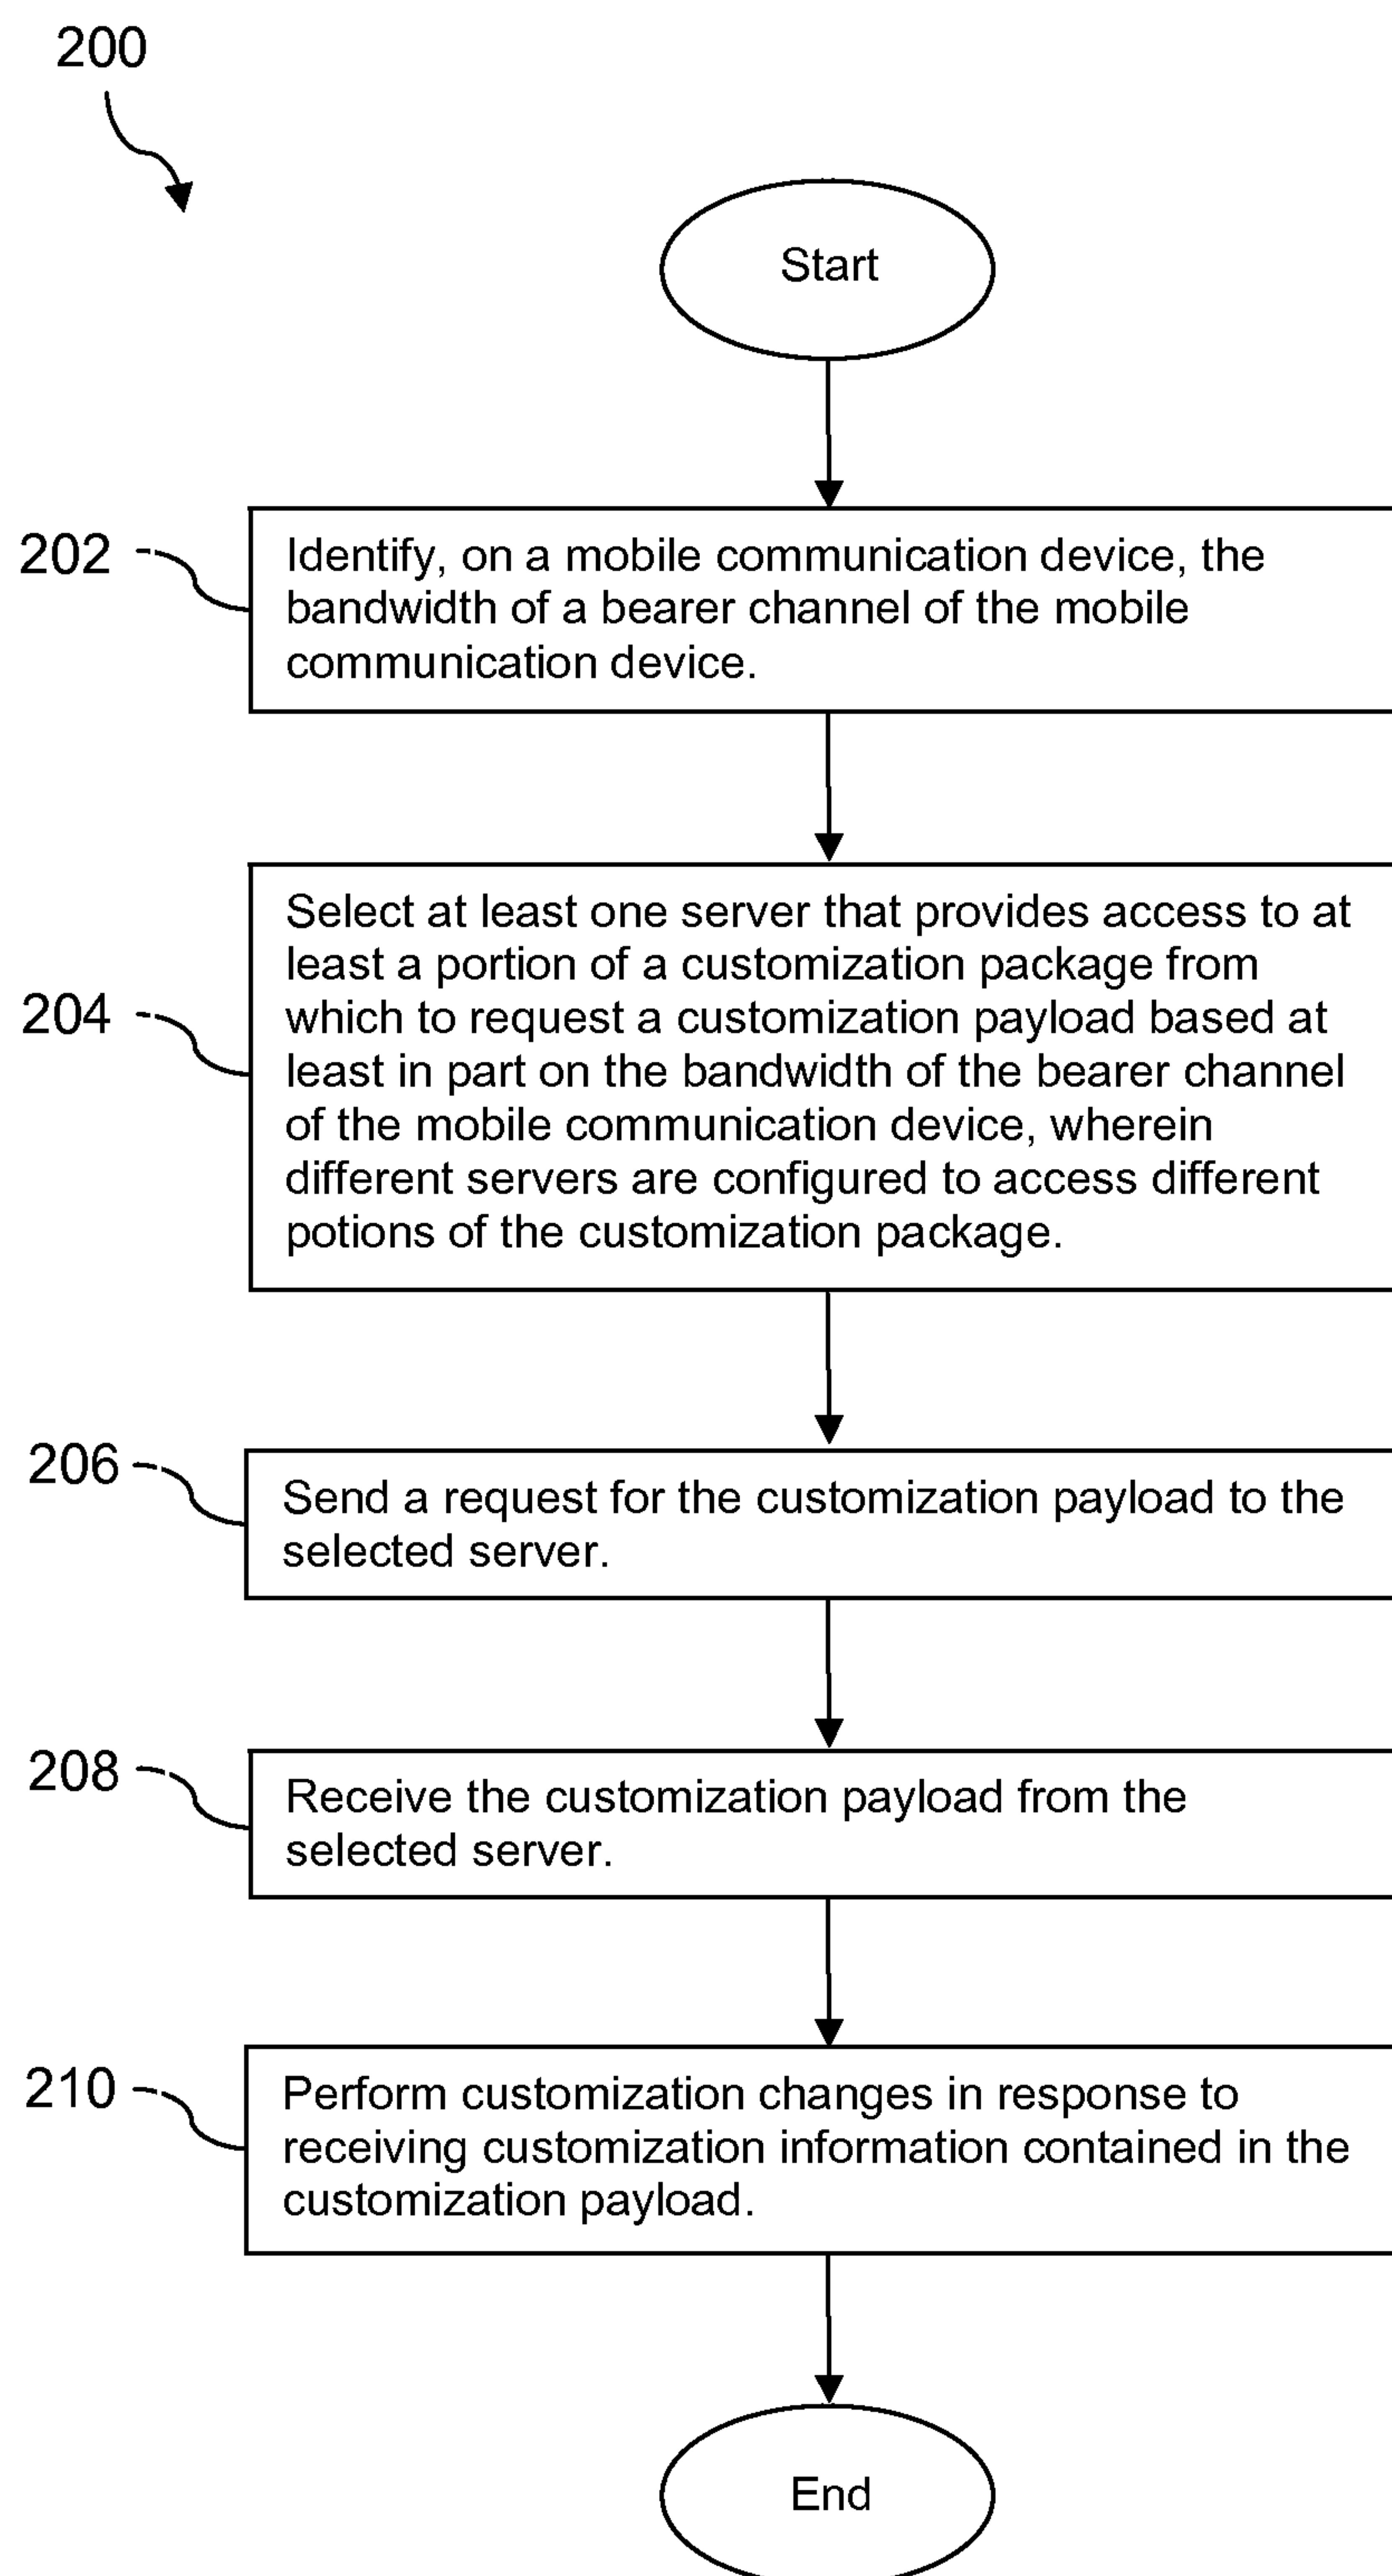 200
Start
202
Identify, on a mobile communication device, the
bandwidth of a bearer channel of the mobile
communication device.
204
Select at least one server that provides access to at
least a portion of a customization package from
which to request a customization payload based at
least in part on the bandwidth of the bearer channel
of the mobile communication device, wherein
different servers are configured to access different
potions of the customization package.
206
Send a request for the customization payload to the
selected server.
208
Receive the customization payload from the
selected server.
210
Perform customization changes in response to
receiving customization information contained in the
customization payload.
End